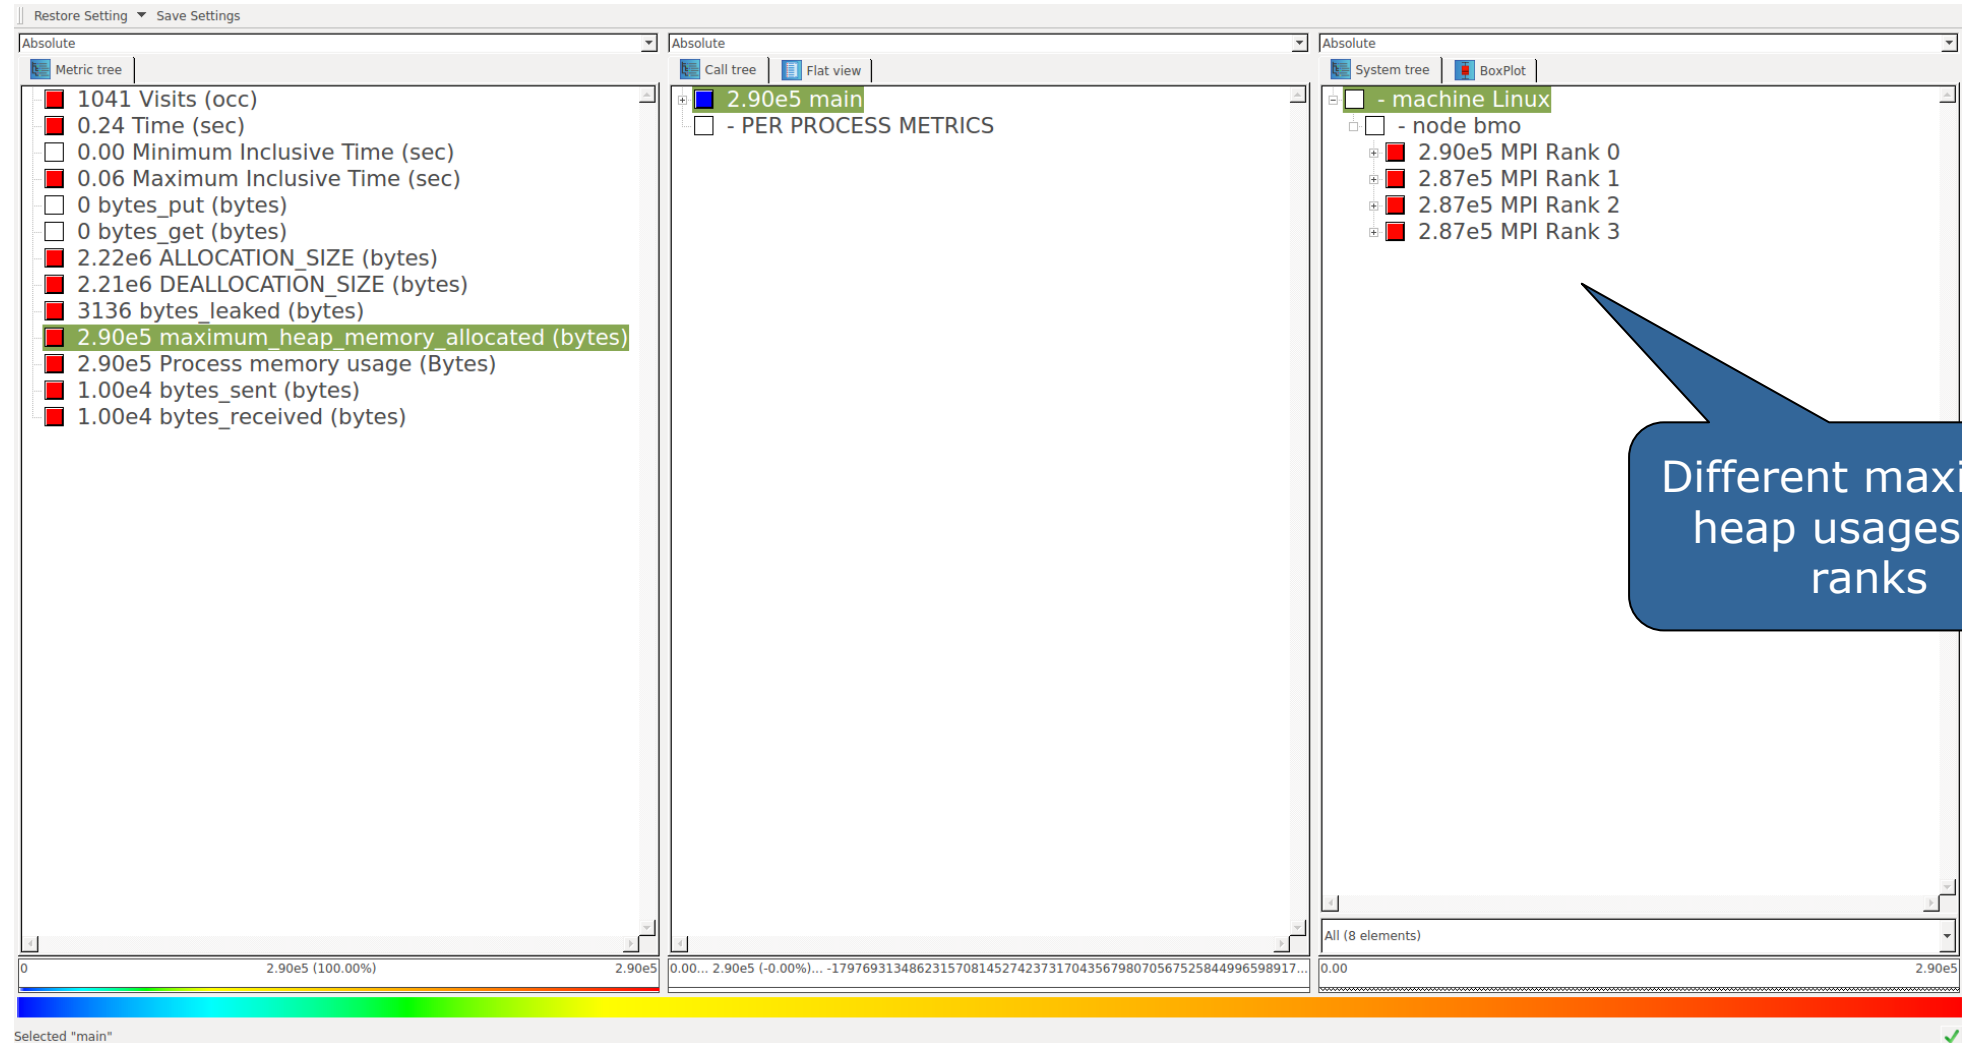 Restore Setting Save Settings
Absolute
Metric tree
1041 Visits (occ)
0.24 Time (sec)
0.00 Minimum Inclusive Time (sec)
0.06 Maximum Inclusive Time (sec)
0 bytes_put (bytes)
0 bytes_get (bytes)
2.22e6 ALLOCATION_SIZE (bytes)
2.21e6 DEALLOCATION_SIZE (bytes)
3136 bytes_leaked (bytes)
2.90e5 maximum_heap_memory_allocated (bytes)
2.90e5 Process memory usage (Bytes)
1.00e4 bytes_sent (bytes)
1.00e4 bytes_received (bytes)
0 2.90e5 (100.00%) 2.90e5
Absolute
Call tree Flat view
2.90e5 main
- PER PROCESS METRICS
0.00... 2.90e5 (-0.00%)... -17976931348623157081452742373170435679807056752584499659891​7...
Absolute
System tree BoxPlot
- machine Linux
- node bmo
2.90e5 MPI Rank 0
2.87e5 MPI Rank 1
2.87e5 MPI Rank 2
2.87e5 MPI Rank 3
Different
heap usages
ranks
All (8 elements)
0.00 2.90e5
Selected "main"